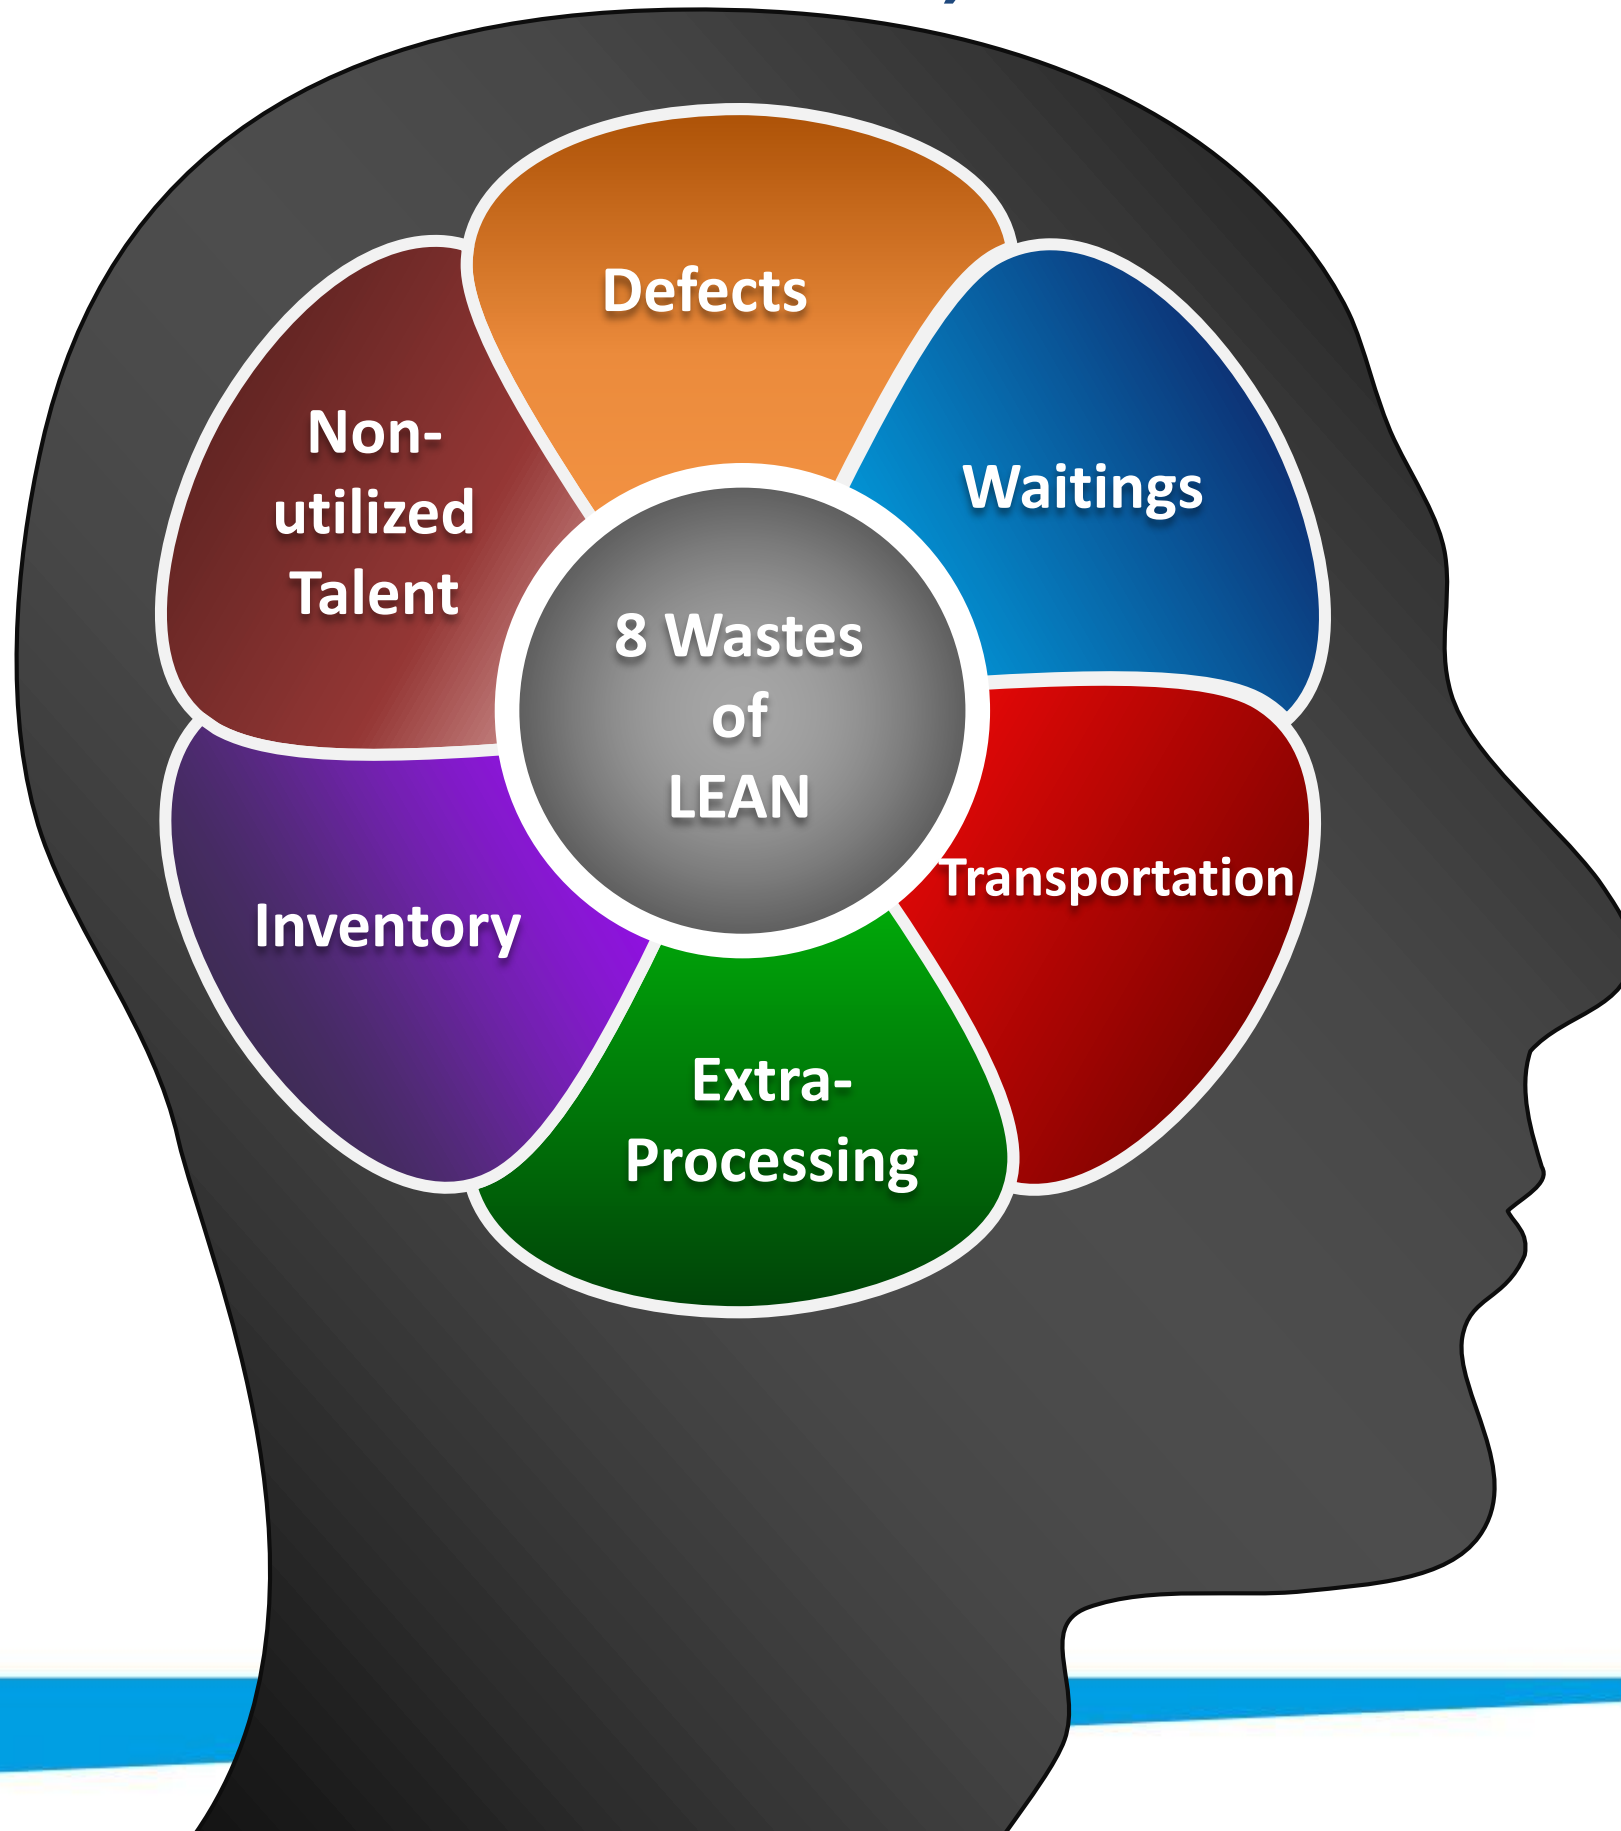 Defects
Waitings
Non-
utilized
Talent
8 Wastes
of
LEAN
Transportation
Inventory
Extra-
Processing